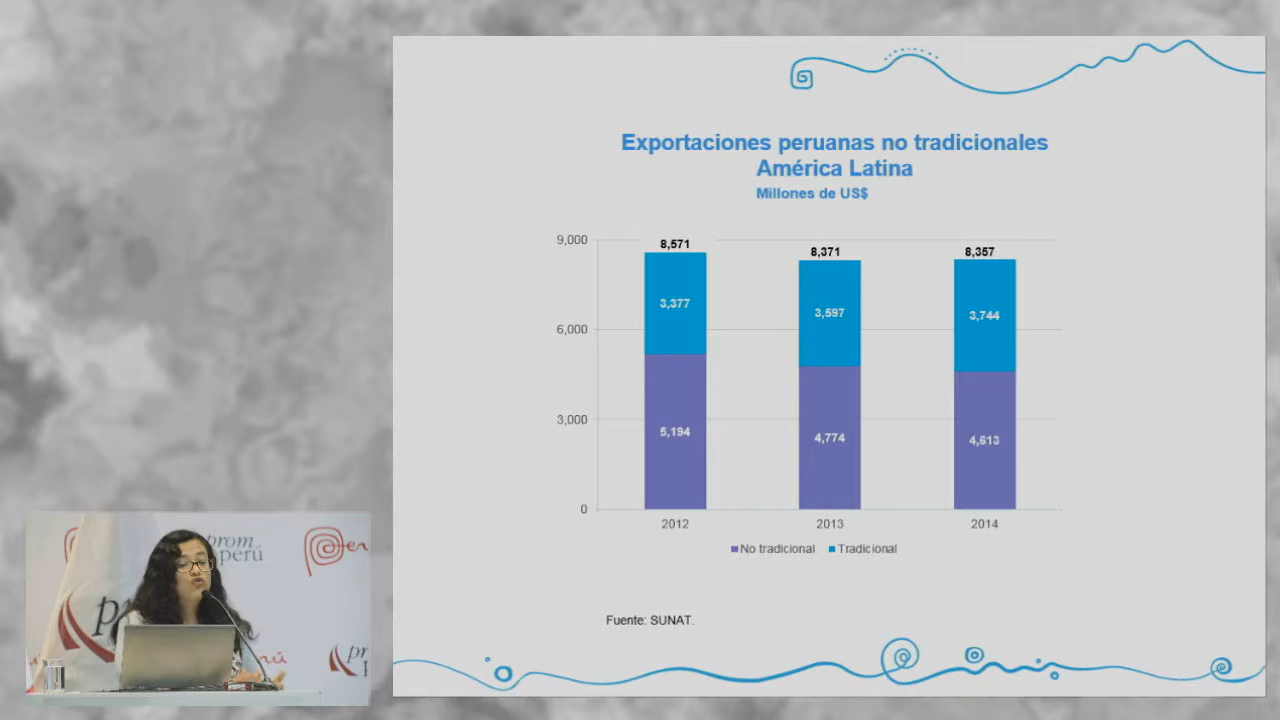 Exportaciones peruanas no tradicionales
América Latina
Millones de US$
9,000
6,000
3,000
0
8,571
3,377
5,194
8,371
3,597
4,774
8,357
3,744
4,613
2012
2013
2014
No tradicional
Tradicional
Fuente: SUNAT.
prom
perú